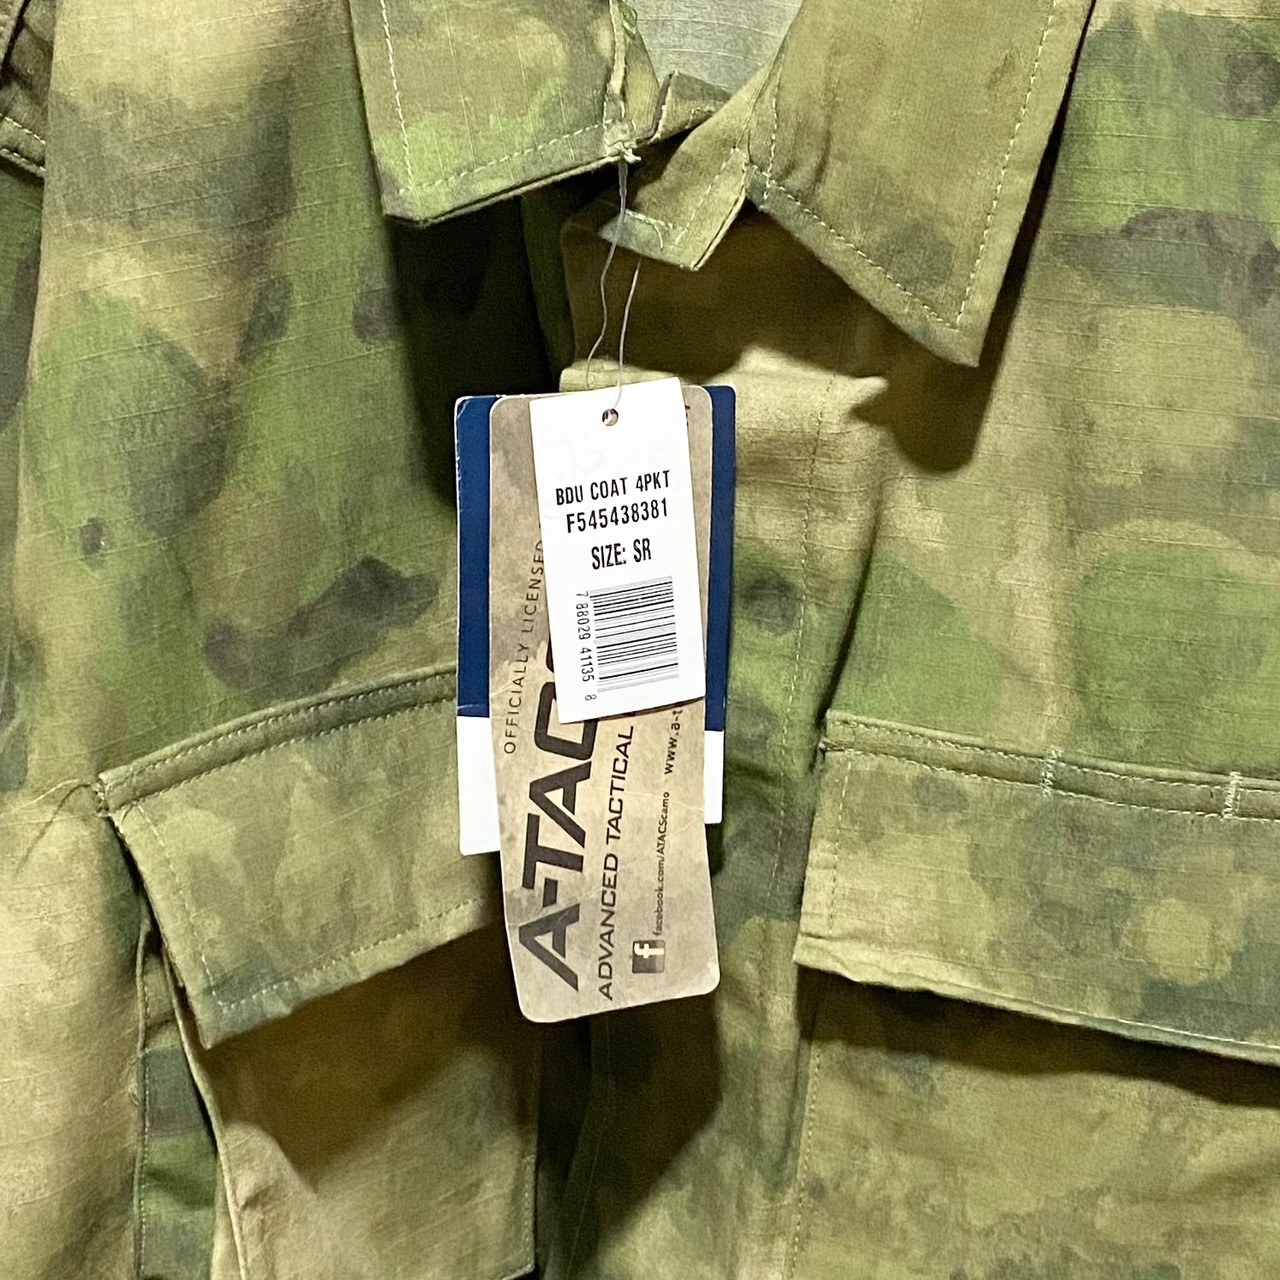 BDU COAT 4PKT
F545438381
SIZE: SR
7 88029 41135 8
OFFICIALLY LICENSED
A-TAC
ADVANCED TACTICAL
facebook.com/ATACScamo
www.a-t
f